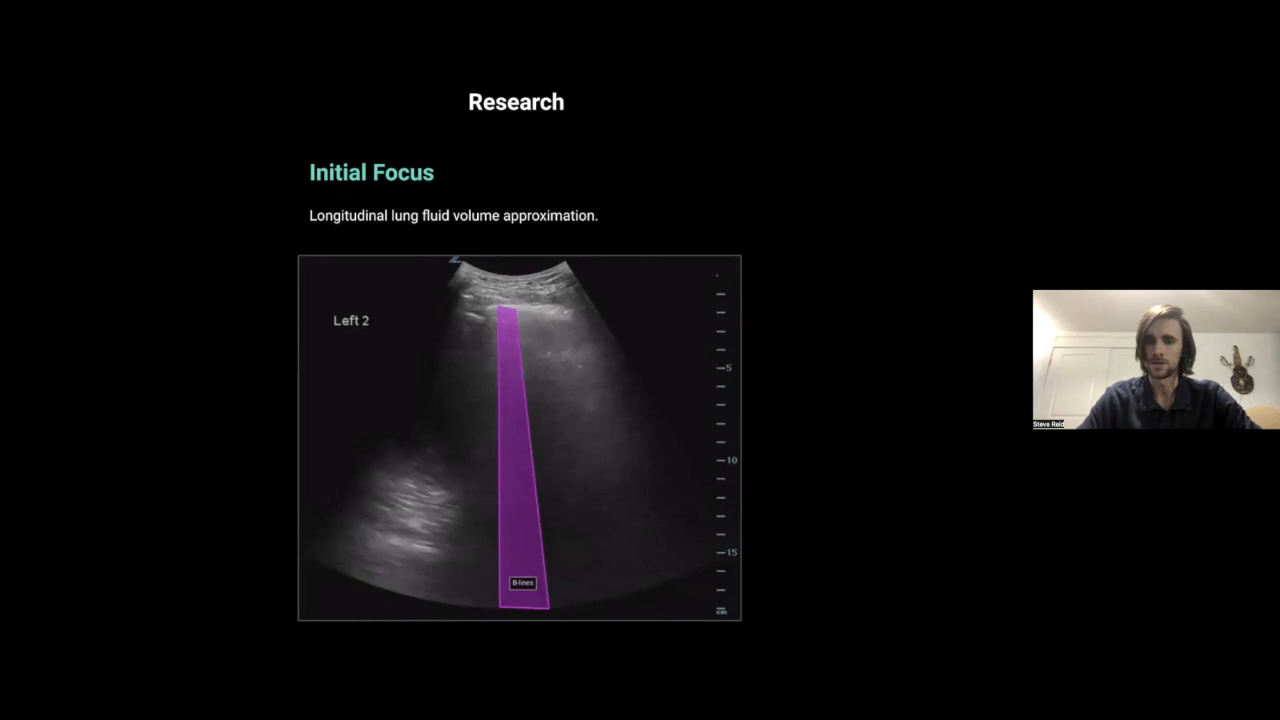 Research
Initial Focus
Longitudinal lung fluid volume approximation.
Left 2
5
10
15
B-lines
Steve Reid